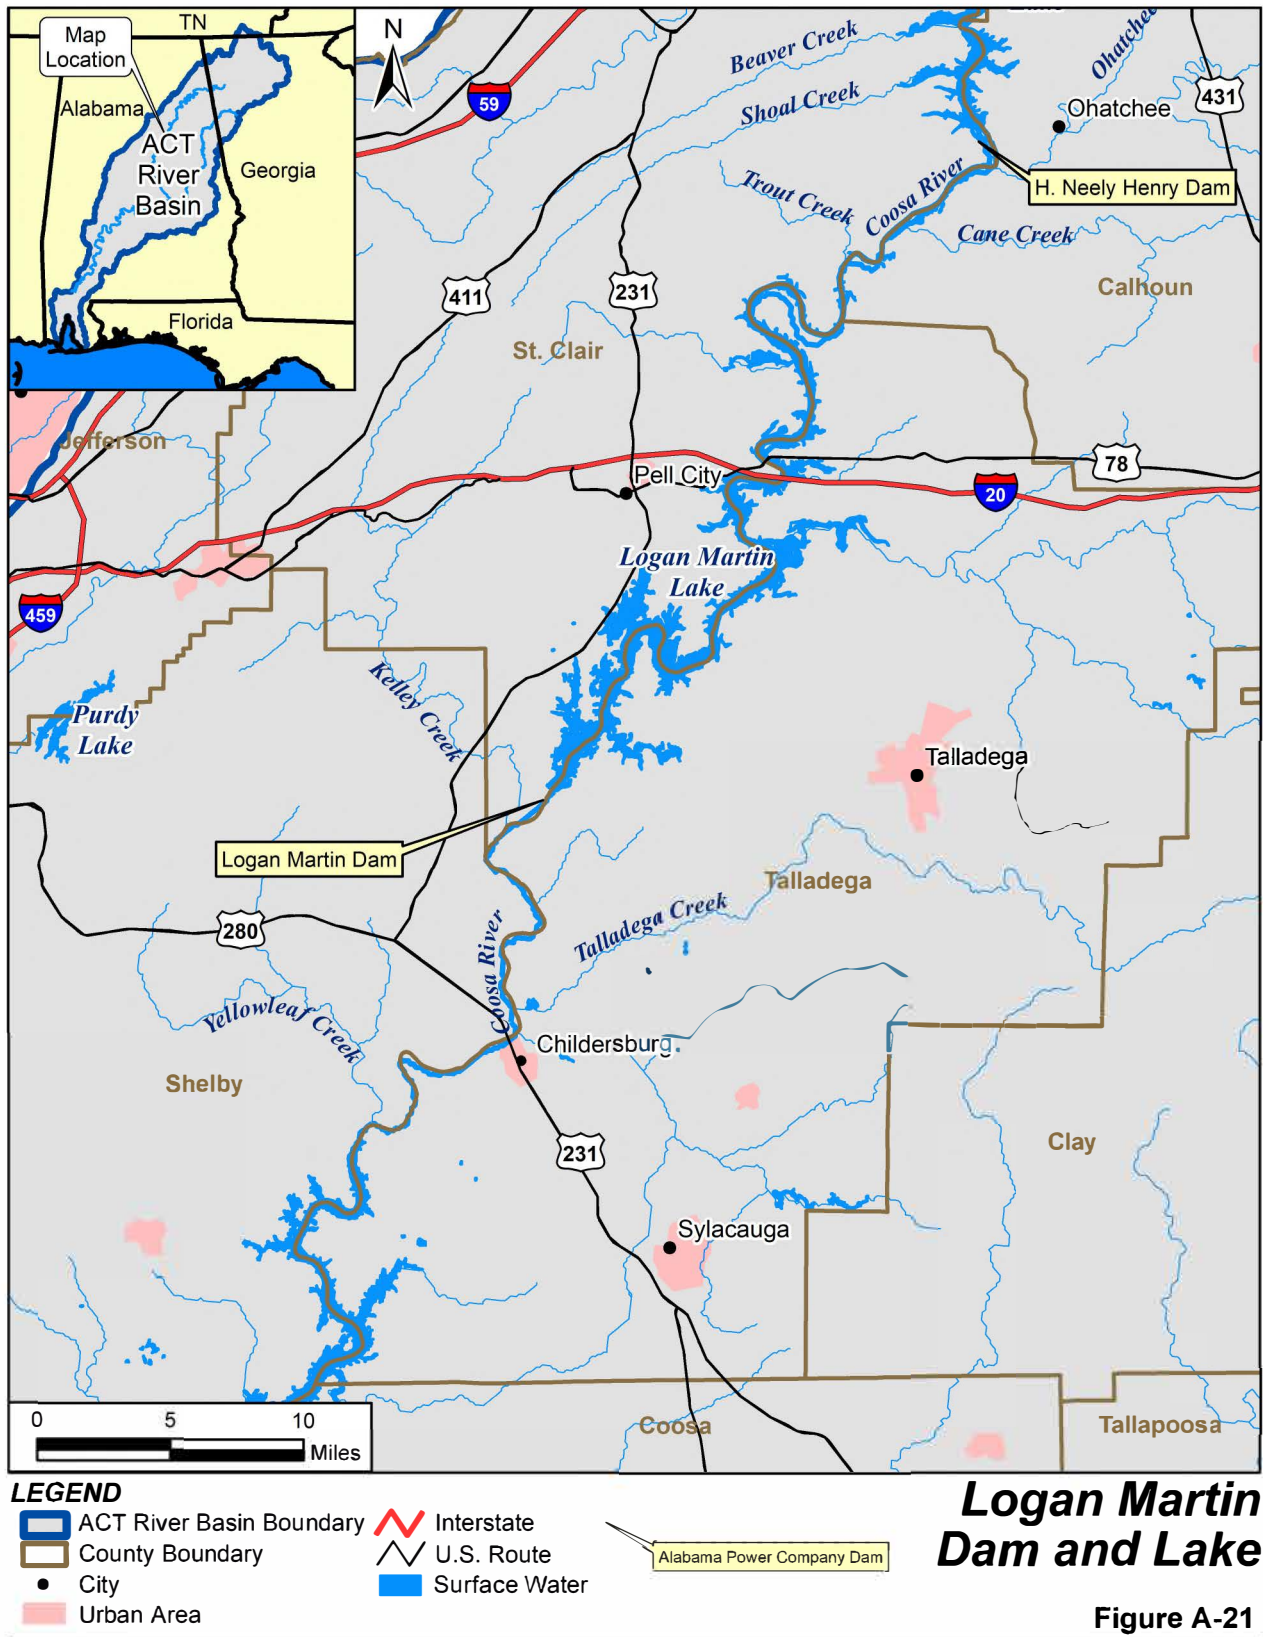 TN
Map
Location
Alabama
ACT
River
Basin
Georgia
Florida
N
59
Beaver Creek
Shoal Creek
Ohatchee
431
Ohatchee
H. Neely Henry Dam
Trout Creek
Coosa River
Cane Creek
Calhoun
411
231
St. Clair
Jefferson
Pell City
78
20
Logan Martin
Lake
459
Kelley Creek
Purdy
Lake
Talladega
Logan Martin Dam
Talladega
Talladega Creek
280
Coosa River
Yellowleaf Creek
Childersburg
Shelby
231
Clay
Sylacauga
Coosa
Tallapoosa
0 5 10
Miles
LEGEND
ACT River Basin Boundary
County Boundary
City
Urban Area
Interstate
U.S. Route
Surface Water
Alabama Power Company Dam
Logan Martin
Dam and Lake
Figure A-21